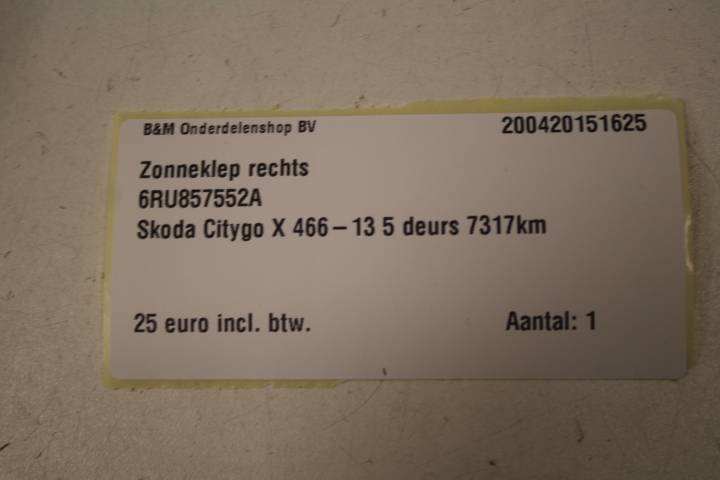 B&M Onderdelenshop BV 200420151625
Zonneklep rechts
6RU857552A
Skoda Citygo X 466-13 5 deurs 7317km
25 euro incl. btw. Aantal: 1